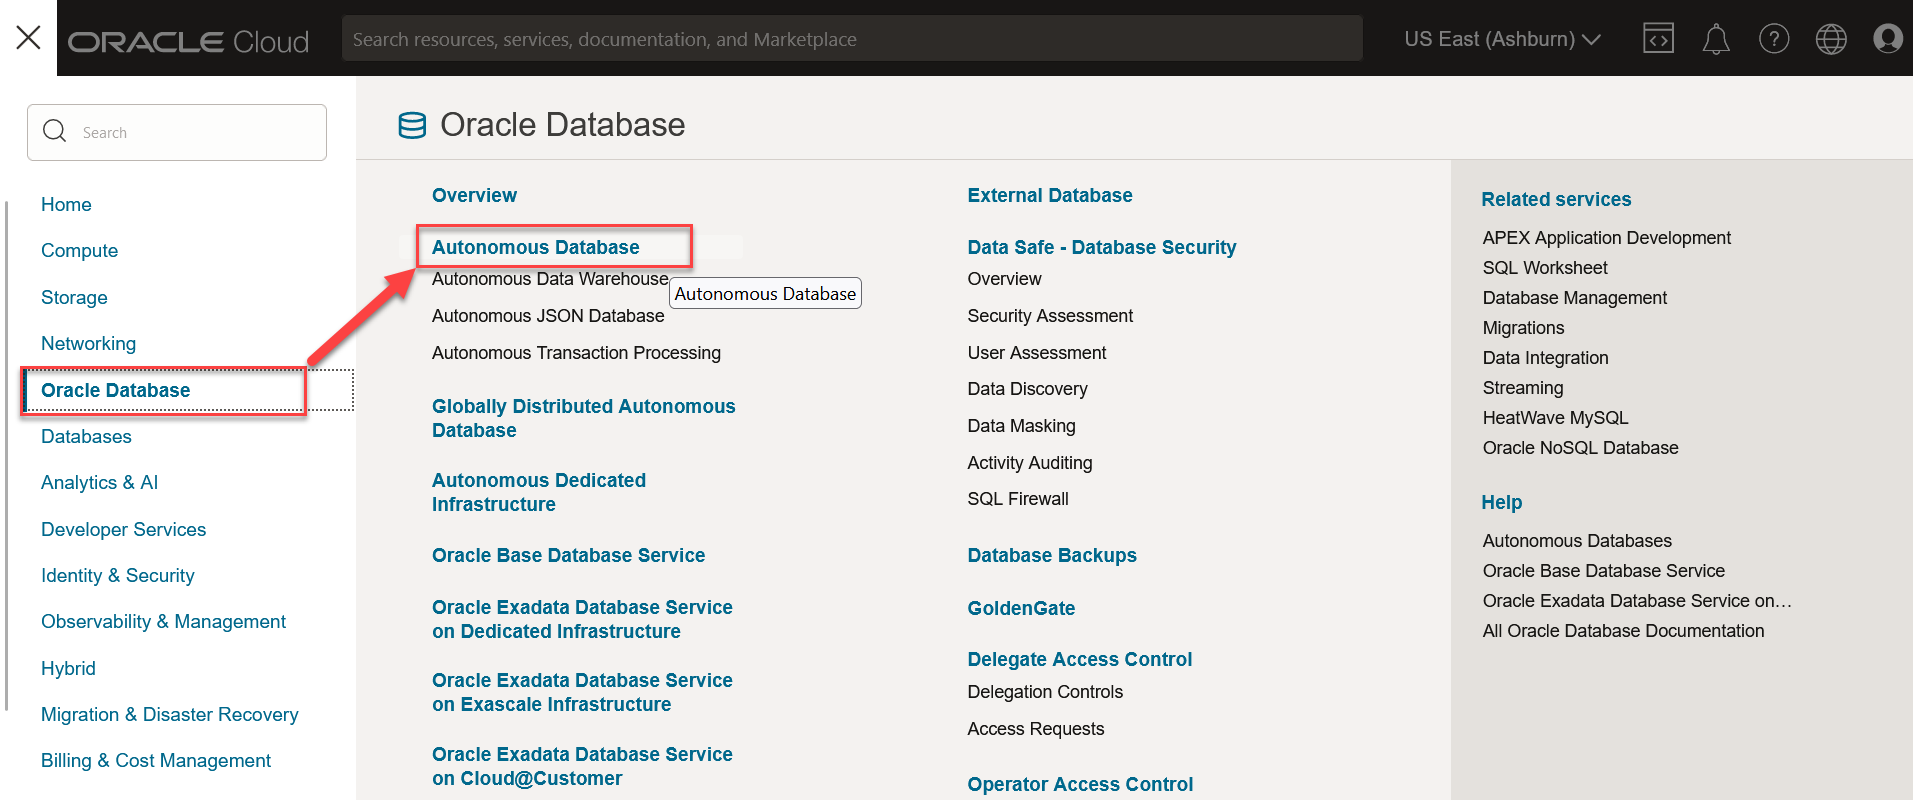 ORACLE Cloud
Search resources, services, documentation, and Marketplace
US East (Ashburn)
Search
Home
Compute
Storage
Networking
Oracle Database
Databases
Analytics & AI
Developer Services
Identity & Security
Observability & Management
Hybrid
Migration & Disaster Recovery
Billing & Cost Management
Oracle Database
Overview
Autonomous Database
Autonomous Data Warehouse
Autonomous Database
Autonomous JSON Database
Autonomous Transaction Processing
Globally Distributed Autonomous
Database
Autonomous Dedicated
Infrastructure
Oracle Base Database Service
Oracle Exadata Database Service
on Dedicated Infrastructure
Oracle Exadata Database Service
on Exascale Infrastructure
Oracle Exadata Database Service
on Cloud@Customer
External Database
Data Safe - Database Security
Overview
Security Assessment
User Assessment
Data Discovery
Data Masking
Activity Auditing
SQL Firewall
Database Backups
GoldenGate
Delegate Access Control
Delegation Controls
Access Requests
Operator Access Control
Related services
APEX Application Development
SQL Worksheet
Database Management
Migrations
Data Integration
Streaming
HeatWave MySQL
Oracle NoSQL Database
Help
Autonomous Databases
Oracle Base Database Service
Oracle Exadata Database Service on…
All Oracle Database Documentation